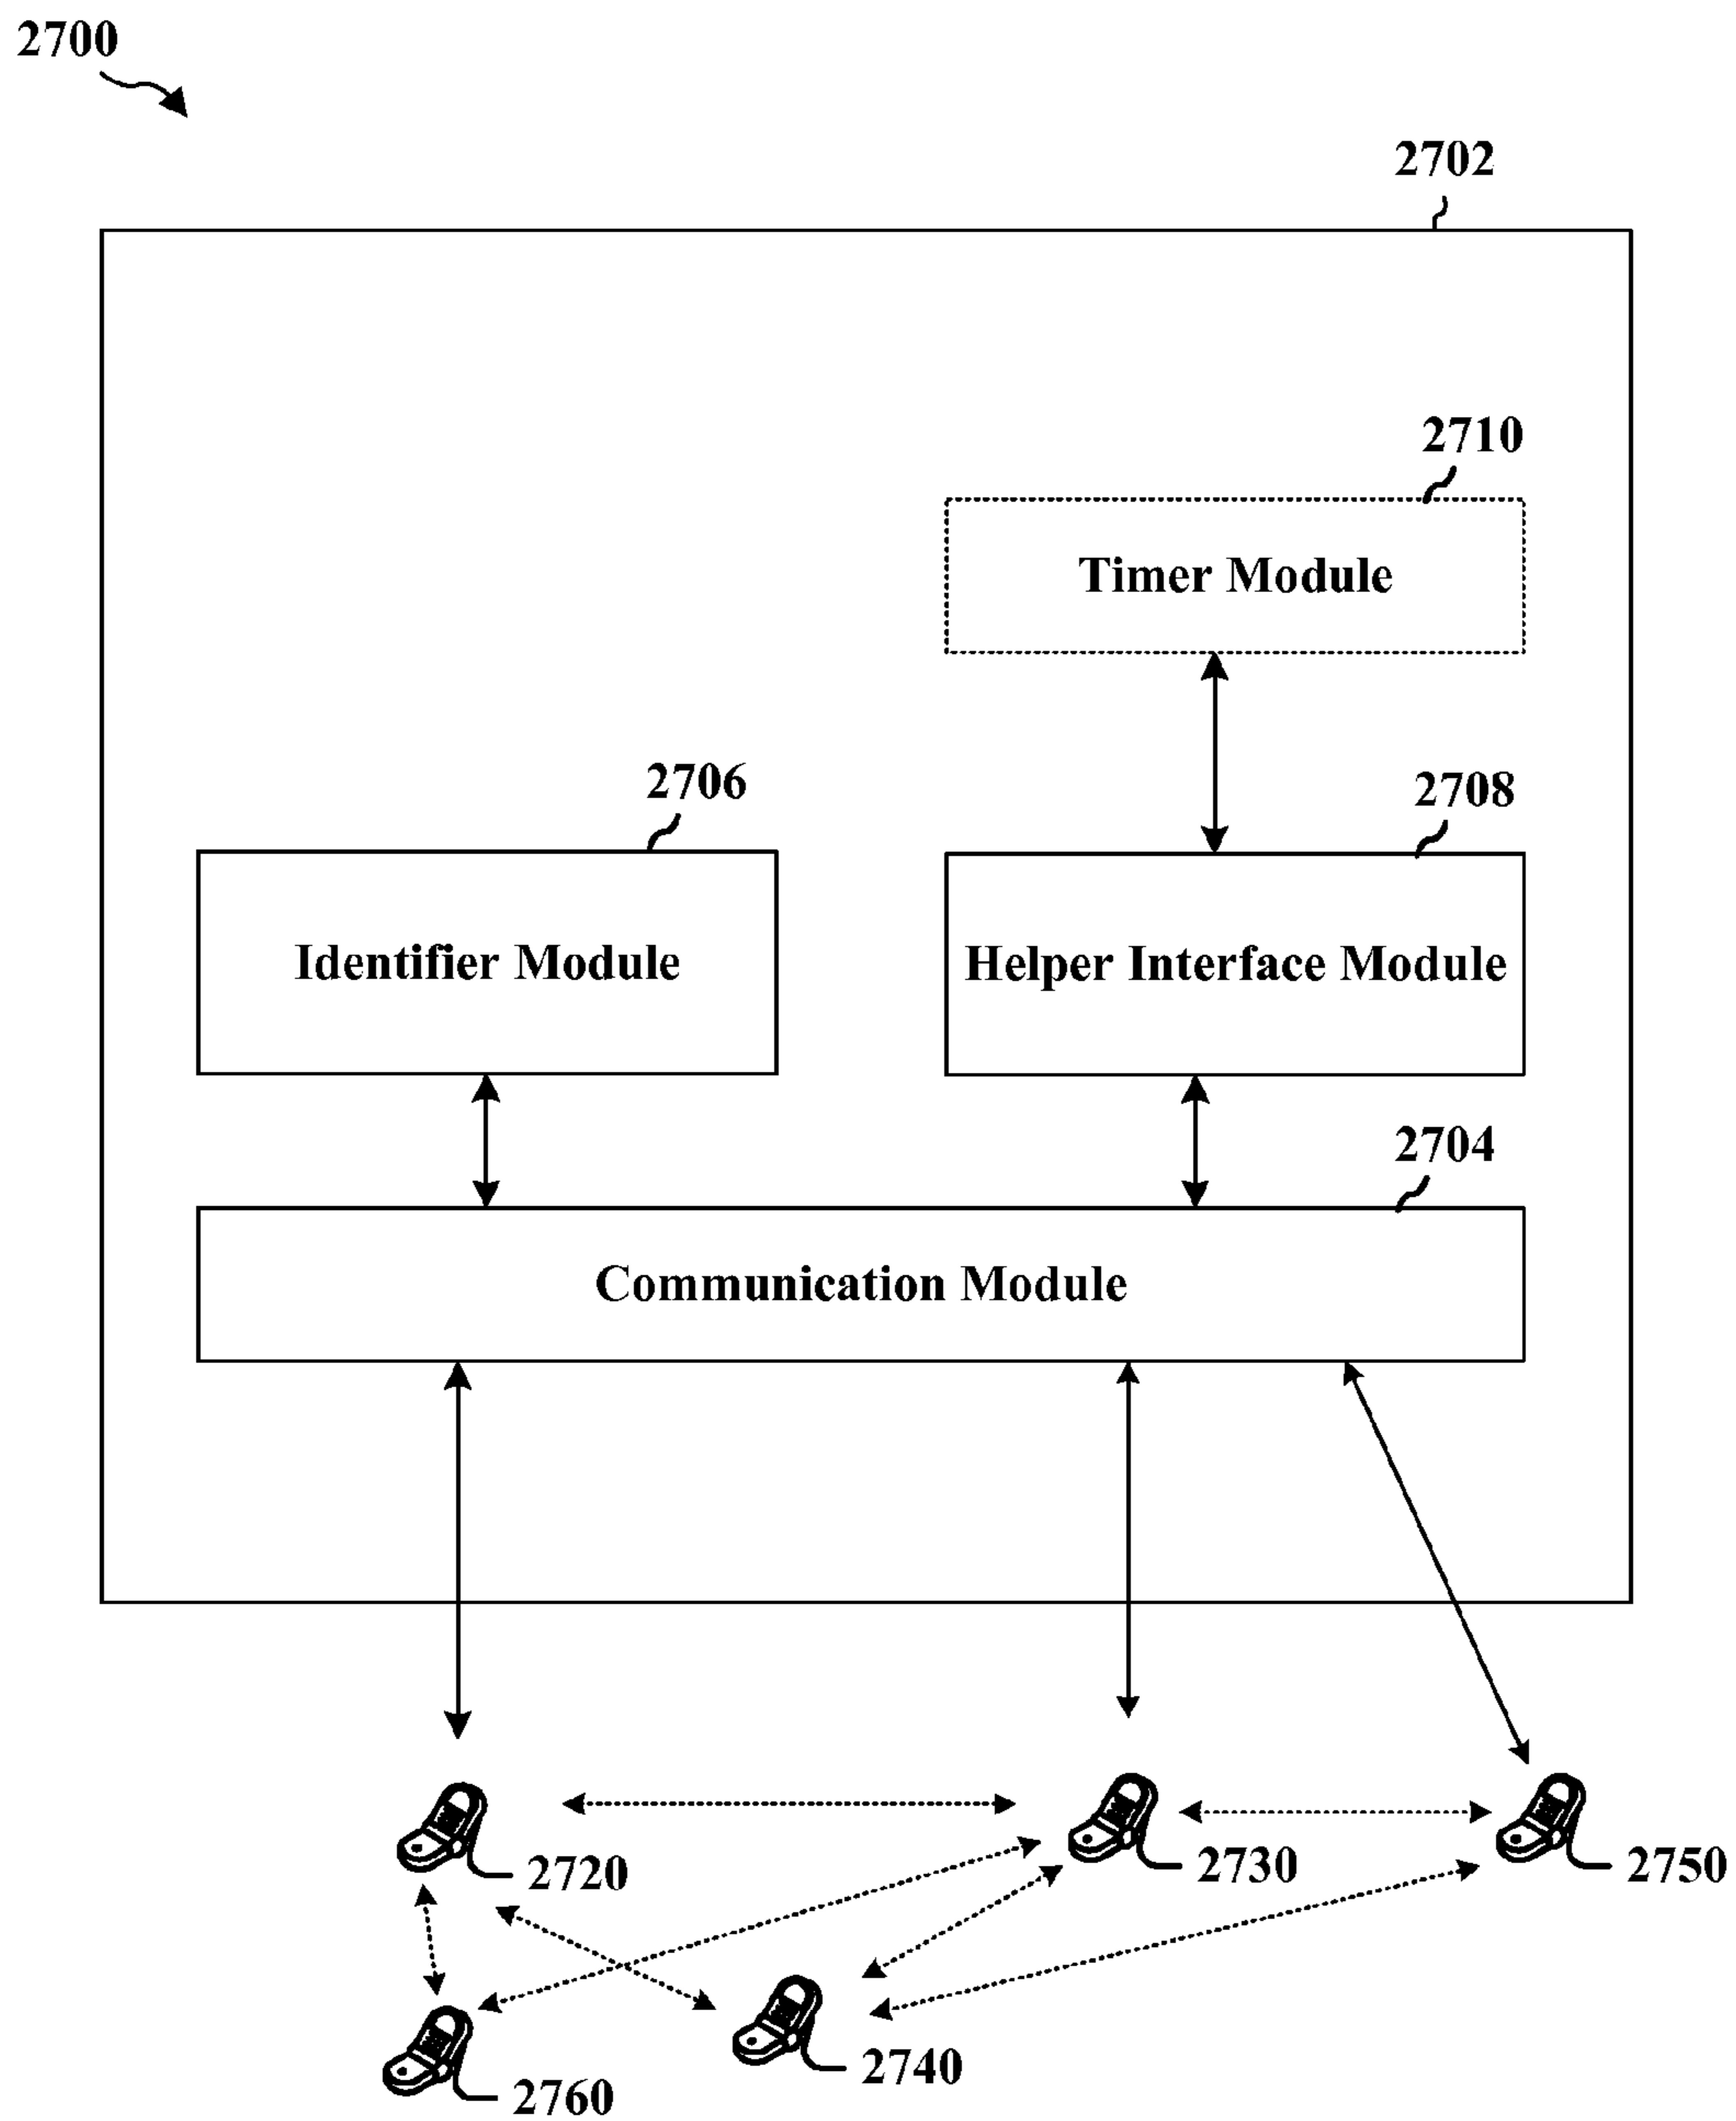 2700
2702
2710
Timer Module
2706
2708
Identifier Module
Helper Interface Module
2704
Communication Module
2720
2730
2750
2740
2760